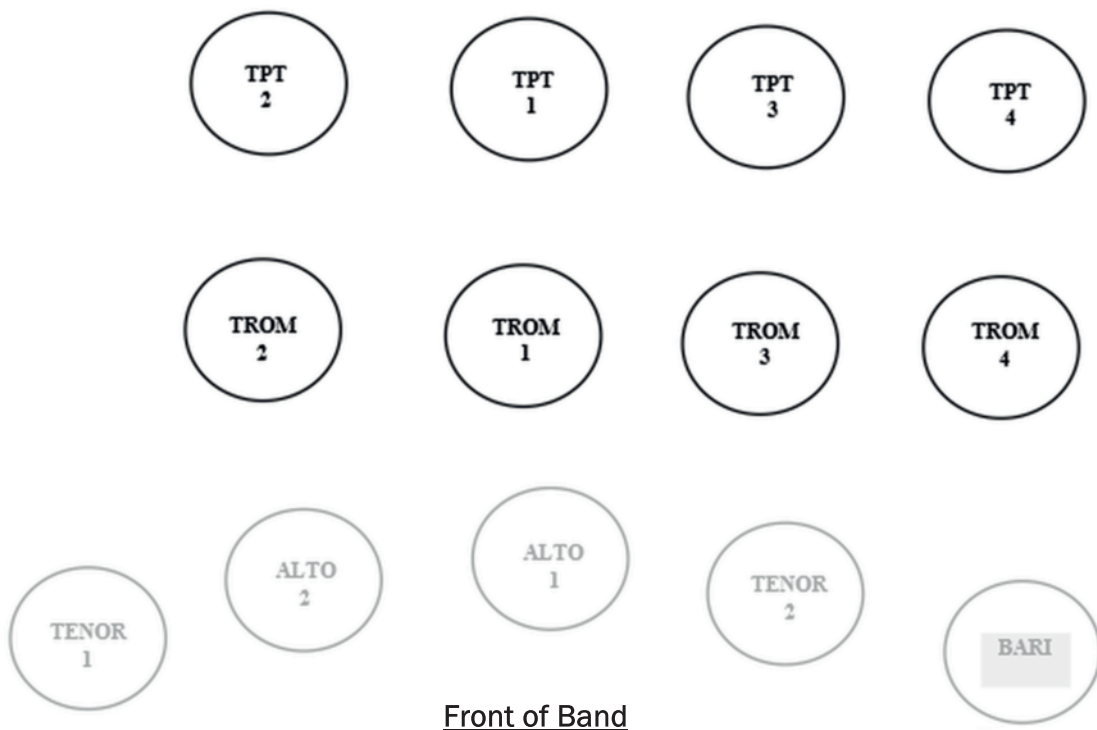 TPT
2
TPT
1
TPT
3
TPT
4
TROM
2
TROM
1
TROM
3
TROM
4
TENOR
1
ALTO
2
ALTO
1
TENOR
2
BARI
Front of Band